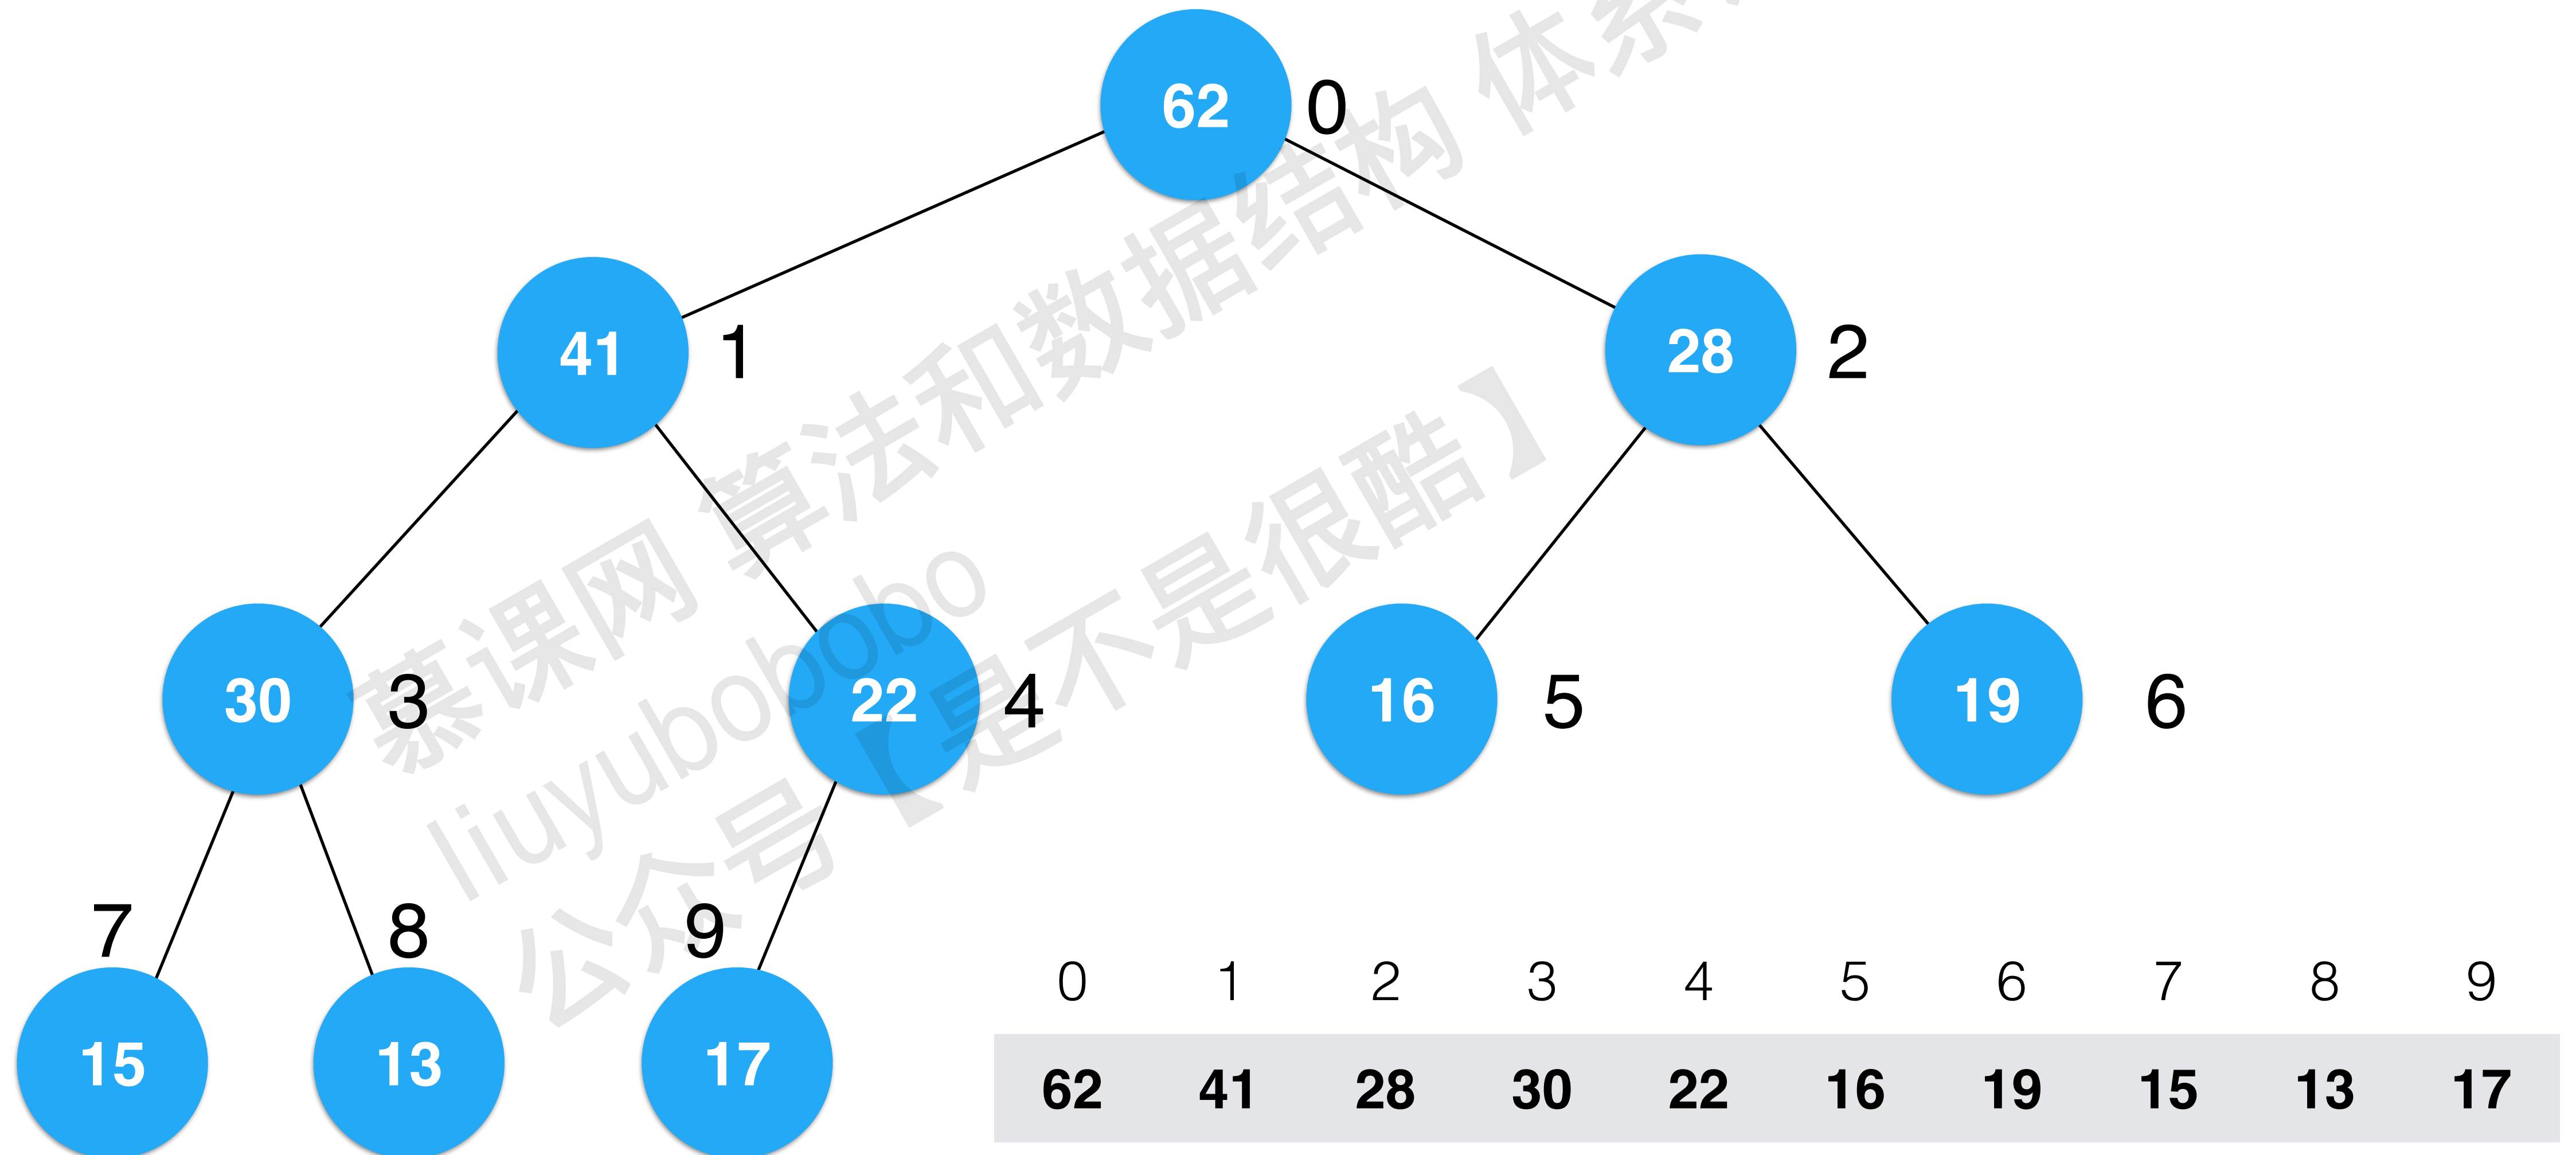 62 0
41 1 28 2
30 3 22 4 16 5 19 6
7 8 9
15 13 17
0 1 2 3 4 5 6 7 8 9
62 41 28 30 22 16 19 15 13 17
慕课网 算法和数据结构 体系
liuyubobobo
公众号【是不是很酷】